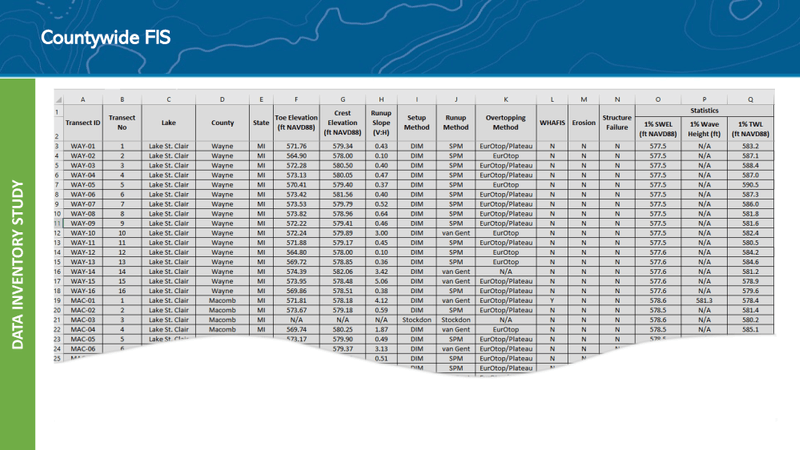 Countywide FIS
DATA INVENTORY STUDY
A B C D E F G H I J K L M N O P Q
1 Transect ID Transect No Lake County State Toe Elevation (ft NAVD88) Crest Elevation (ft NAVD88) Runup Slope (V:H) Setup Method Runup Method Overtopping Method WHAFIS Erosion Structure Failure Statistics
2 1% SWEL (ft NAVD88) 1% Wave Height (ft) 1% TWL (ft NAVD88)
3 WAY-01 1 Lake St. Clair Wayne MI 571.76 579.34 0.43 DIM SPM EurOtop/Plateau N N N 577.5 N/A 583.2
4 WAY-02 2 Lake St. Clair Wayne MI 564.90 578.00 0.10 DIM SPM EurOtop N N N 577.5 N/A 587.1
5 WAY-03 3 Lake St. Clair Wayne MI 572.28 580.50 0.40 DIM SPM EurOtop/Plateau N N N 577.5 N/A 588.4
6 WAY-04 4 Lake St. Clair Wayne MI 573.13 580.05 0.47 DIM SPM EurOtop/Plateau N N N 577.5 N/A 587.0
7 WAY-05 5 Lake St. Clair Wayne MI 570.41 579.40 0.37 DIM SPM EurOtop N N N 577.5 N/A 590.5
8 WAY-06 6 Lake St. Clair Wayne MI 573.42 581.56 0.40 DIM SPM EurOtop/Plateau N N N 577.5 N/A 587.3
9 WAY-07 7 Lake St. Clair Wayne MI 573.53 579.79 0.52 DIM SPM EurOtop/Plateau N N N 577.5 N/A 586.0
10 WAY-08 8 Lake St. Clair Wayne MI 573.82 578.96 0.64 DIM SPM EurOtop/Plateau N N N 577.5 N/A 581.8
11 WAY-09 9 Lake St. Clair Wayne MI 572.22 579.41 0.46 DIM SPM EurOtop/Plateau N N N 577.5 N/A 581.6
12 WAY-10 10 Lake St. Clair Wayne MI 572.24 579.89 3.00 DIM van Gent EurOtop N N N 577.5 N/A 582.4
13 WAY-11 11 Lake St. Clair Wayne MI 571.88 579.17 0.45 DIM SPM EurOtop/Plateau N N N 577.5 N/A 580.5
14 WAY-12 12 Lake St. Clair Wayne MI 564.80 578.00 0.10 DIM SPM EurOtop N N N 577.6 N/A 584.2
15 WAY-13 13 Lake St. Clair Wayne MI 569.72 578.85 0.36 DIM SPM EurOtop N N N 577.6 N/A 584.6
16 WAY-14 14 Lake St. Clair Wayne MI 574.39 582.06 3.42 DIM van Gent N/A N N N 577.6 N/A 581.2
17 WAY-15 15 Lake St. Clair Wayne MI 573.95 578.48 5.06 DIM van Gent EurOtop/Plateau N N N 577.6 N/A 578.9
18 WAY-16 16 Lake St. Clair Wayne MI 569.86 578.51 0.38 DIM SPM EurOtop/Plateau N N N 577.6 N/A 579.6
19 MAC-01 1 Lake St. Clair Macomb MI 571.81 578.18 4.12 DIM van Gent EurOtop/Plateau Y N N 578.6 581.3 578.4
20 MAC-02 2 Lake St. Clair Macomb MI 573.67 579.18 0.59 DIM SPM EurOtop/Plateau N N N 578.5 N/A 581.4
21 MAC-03 3 Lake St. Clair Macomb MI N/A N/A N/A Stockdon Stockdon N/A N N N 578.6 N/A 580.2
22 MAC-04 4 Lake St. Clair Macomb MI 569.74 580.25 1.87 DIM van Gent EurOtop N N N 578.5 N/A 585.1
23 MAC-05 5 Lake St. Clair 573.17 579.90 0.49 DIM SPM EurOtop/Plateau N N N
24 MAC-06 579.37 3.13 DIM van Gent EurOtop/Plateau N N
25 0.51 DIM SPM EurOtop/Plateau N